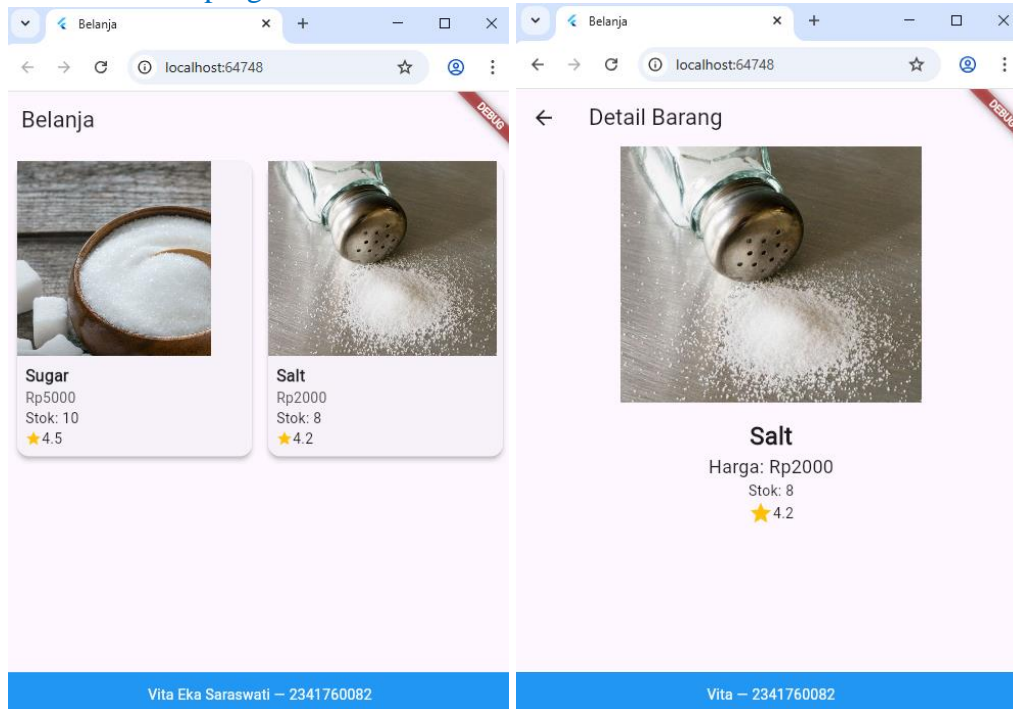 Belanja
localhost:64748
DEBUG
Belanja
Sugar
Rp5000
Stok: 10
4.5
Salt
Rp2000
Stok: 8
4.2
Vita Eka Saraswati – 2341760082
Belanja
localhost:64748
DEBUG
Detail Barang
Salt
Harga: Rp2000
Stok: 8
4.2
Vita – 2341760082